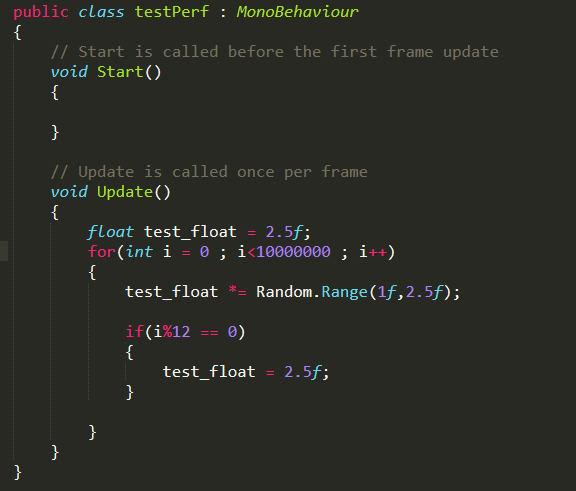 public class testPerf : MonoBehaviour
{
    // Start is called before the first frame update
    void Start()
    {

    }

    // Update is called once per frame
    void Update()
    {
        float test_float = 2.5f;
        for(int i = 0 ; i<10000000 ; i++)
        {
            test_float *= Random.Range(1f,2.5f);

            if(i%12 == 0)
            {
                test_float = 2.5f;
            }

        }
    }
}